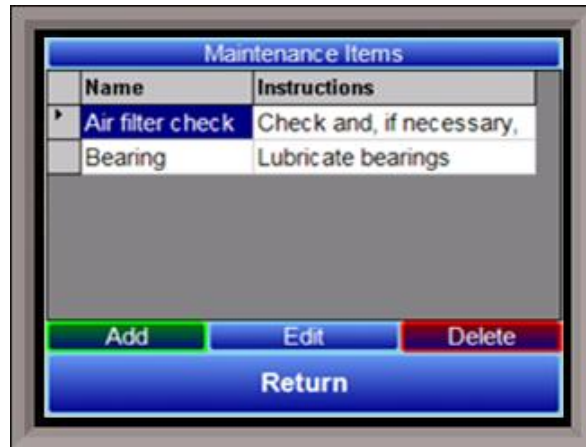 Maintenance Items
Name Instructions
Air filter check Check and, if necessary,
Bearing Lubricate bearings
Add Edit Delete
Return